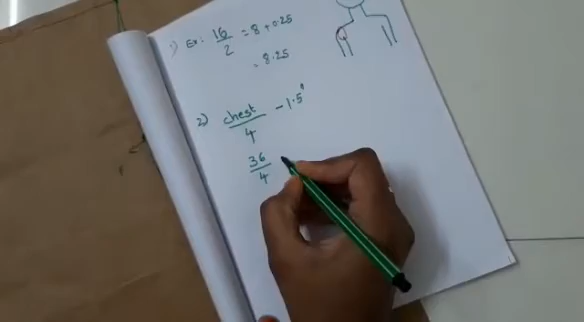 1) Ex: 16/2 = 8 + 0.25
= 8.25
2) chest/4 - 1.5"
36/4